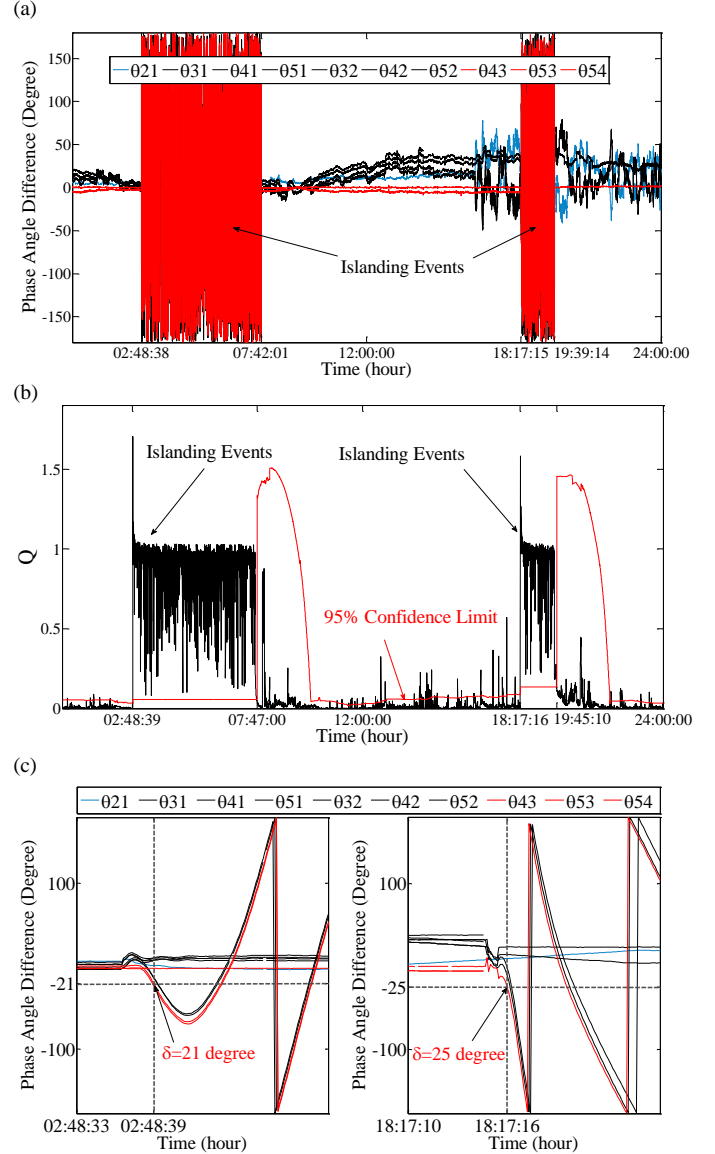 (a)
150
100
50
0
-50
-100
-150
Phase Angle Difference (Degree)
θ21 θ31 θ41 θ51 θ32 θ42 θ52 θ43 θ53 θ54
Islanding Events
02:48:38 07:42:01 12:00:00 18:17:15 19:39:14 24:00:00
Time (hour)
(b)
Islanding Events Islanding Events
1.5
1
0.5
0
Q
95% Confidence Limit
02:48:39 07:47:00 12:00:00 18:17:16 19:45:10 24:00:00
Time (hour)
(c)
θ21 θ31 θ41 θ51 θ32 θ42 θ52 θ43 θ53 θ54
Phase Angle Difference (Degree)
100
-21
-100
δ=21 degree
02:48:33 02:48:39
Time (hour)
Phase Angle Difference (Degree)
100
-25
-100
δ=25 degree
18:17:10 18:17:16
Time (hour)